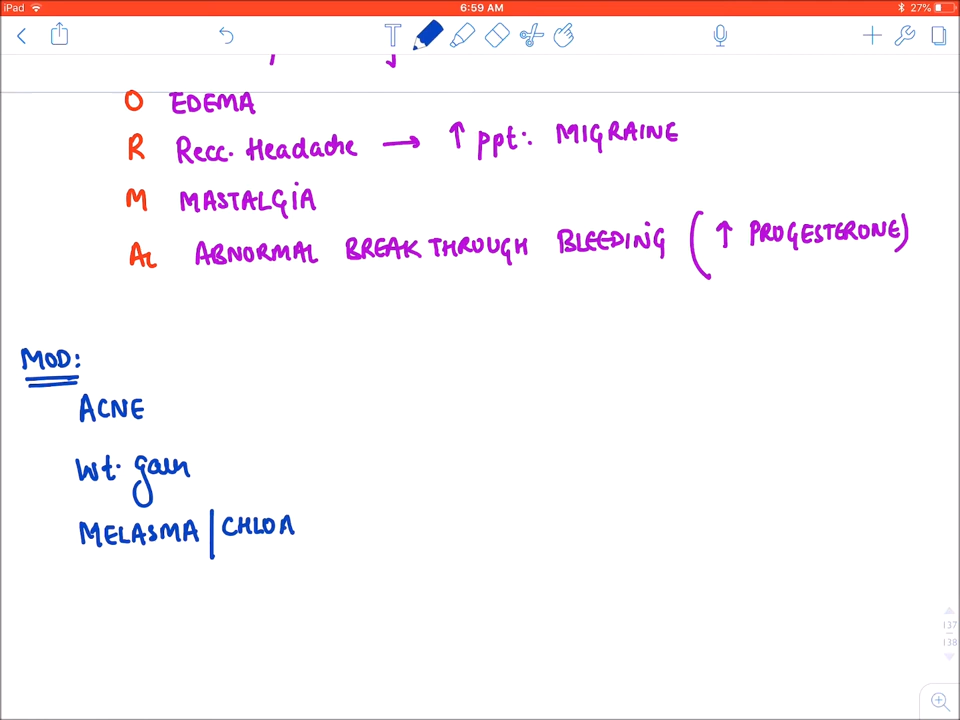 iPad 6:59 AM 27%
T
O EDEMA
R Recc. Headache → ↑ ppt: MIGRAINE
M MASTALGIA
AL ABNORMAL BREAK THROUGH BLEEDING (↑ PROGESTERONE)
MOD:
ACNE
Wt. gain
MELASMA | CHLOA
137
138